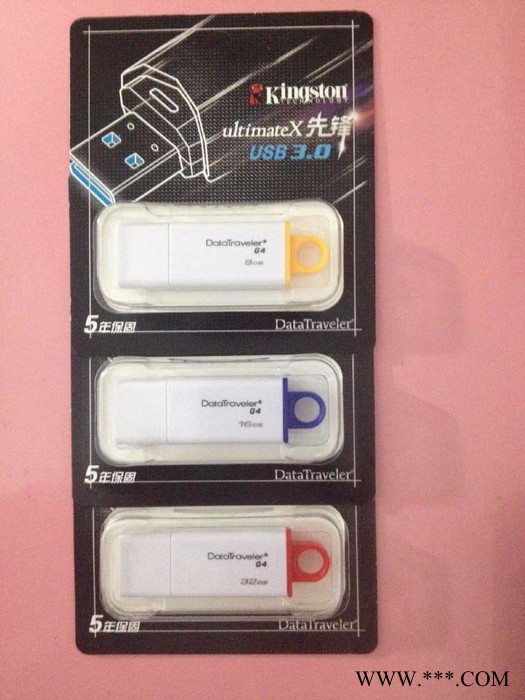 Kingston
TECHNOLOGY
ultimateX 先锋
USB 3.0
DataTraveler®
G4
8GB
5年保固
DataTraveler®
DataTraveler®
G4
16GB
5年保固
DataTraveler®
DataTraveler®
G4
32GB
5年保固
DataTraveler®
WWW.***.COM